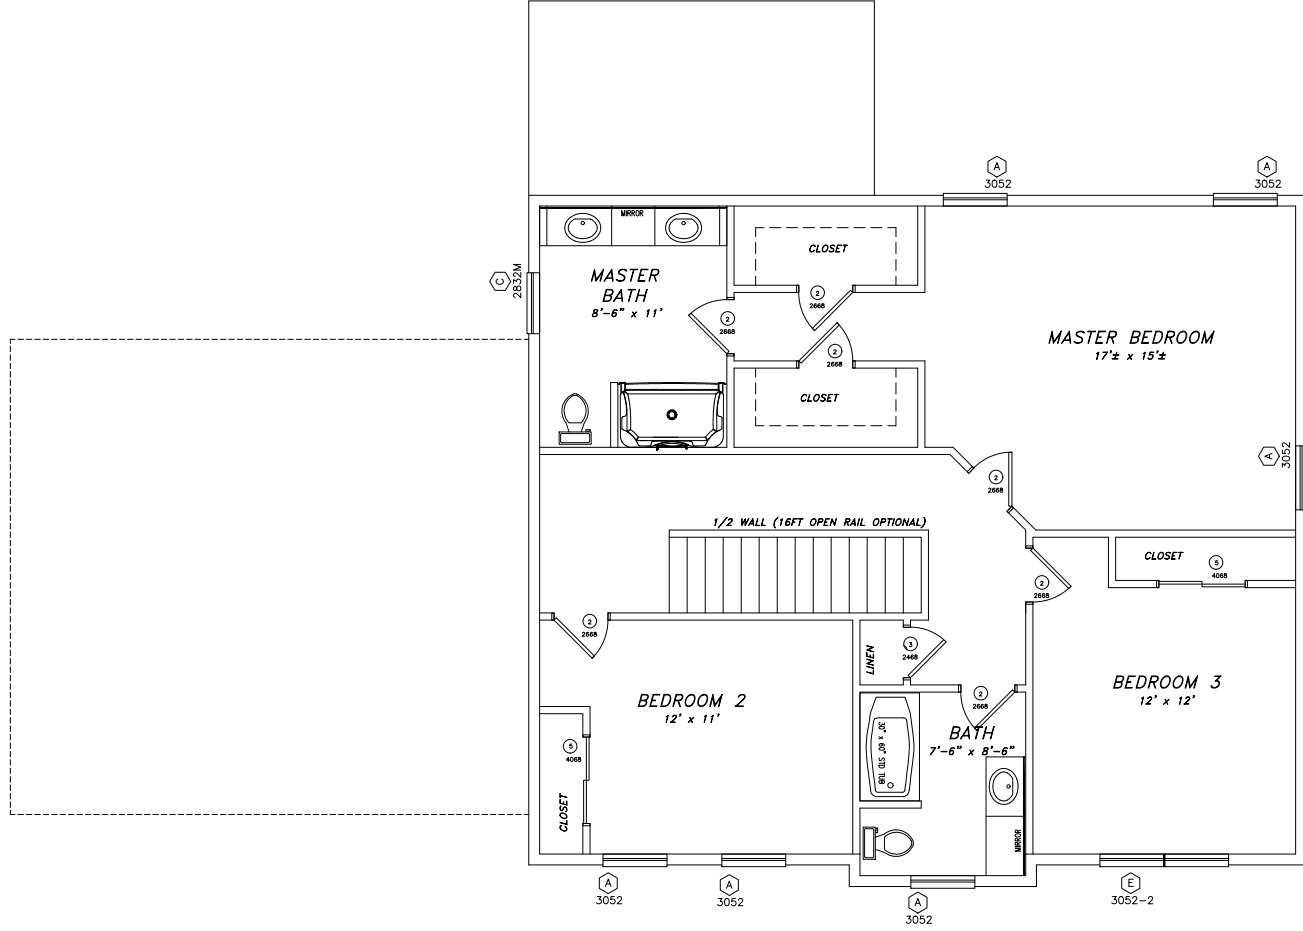 A
3052
A
3052
MIRROR
CLOSET
C
2832M
MASTER
BATH
8'-6" x 11'
2
2668
2
2668
MASTER BEDROOM
17'± x 15'±
2
2668
CLOSET
A
3052
2
2668
1/2 WALL (16FT OPEN RAIL OPTIONAL)
CLOSET
5
4068
2
2668
2
2668
LINEN
3
2468
BEDROOM 2
12' x 11'
2
2668
BEDROOM 3
12' x 12'
BATH
7'-6" x 8'-6"
30" x 60" STD TUB
5
4068
CLOSET
MIRROR
A
3052
A
3052
A
3052
E
3052-2